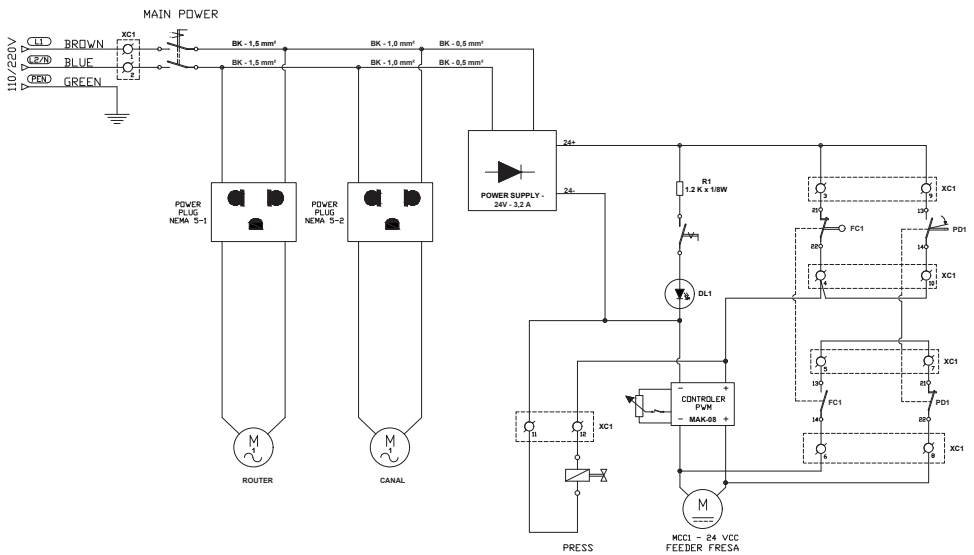 MAIN POWER
110/220V
L1 BROWN
L2/N BLUE
PEN GREEN
XC1
1
2
BK - 1,5 mm² BK - 1,0 mm² BK - 0,5 mm²
BK - 1,5 mm² BK - 1,0 mm² BK - 0,5 mm²
POWER
PLUG
NEMA 5-1
POWER
PLUG
NEMA 5-2
POWER SUPPLY -
24V - 3,2 A
24+
24-
R1
1.2 K x 1/8W
DL1
3
9
XC1
21
22
FC1
13
14
PD1
4
10
XC1
5
7
XC1
13
14
FC1
21
22
PD1
6
8
XC1
- +
CONTROLER
PWM
- MAK-08 +
11
12
XC1
M
1
ROUTER
M
1
CANAL
M
MCC1 - 24 VCC
FEEDER FRESA
PRESS